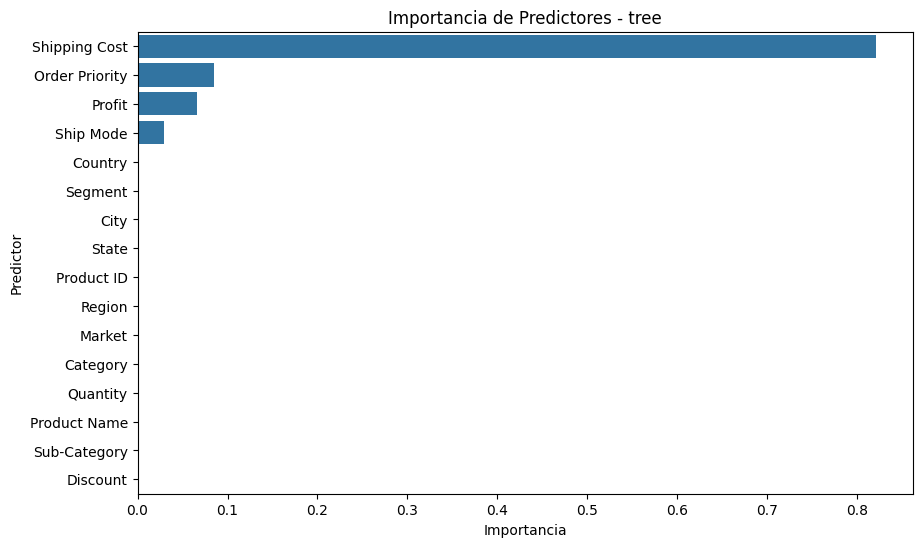 Importancia de Predictores - tree
Shipping Cost
Order Priority
Profit
Ship Mode
Country
Segment
City
State
Product ID
Region
Market
Category
Quantity
Product Name
Sub-Category
Discount
Predictor
0.0 0.1 0.2 0.3 0.4 0.5 0.6 0.7 0.8
Importancia